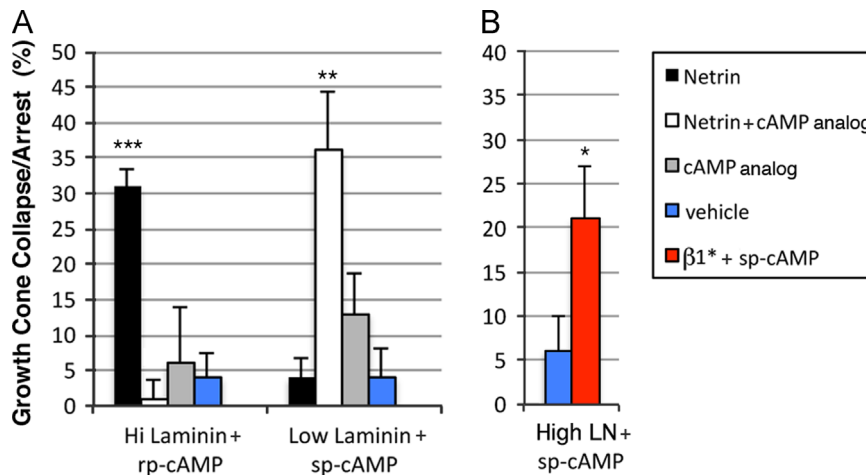 A
B
Growth Cone Collapse/Arrest (%)
50
45
40
35
30
25
20
15
10
5
0
***
**
Hi Laminin +
rp-cAMP
Low Laminin +
sp-cAMP
40
35
30
25
20
15
10
5
0
*
High LN +
sp-cAMP
Netrin
Netrin + cAMP analog
cAMP analog
vehicle
β1* + sp-cAMP